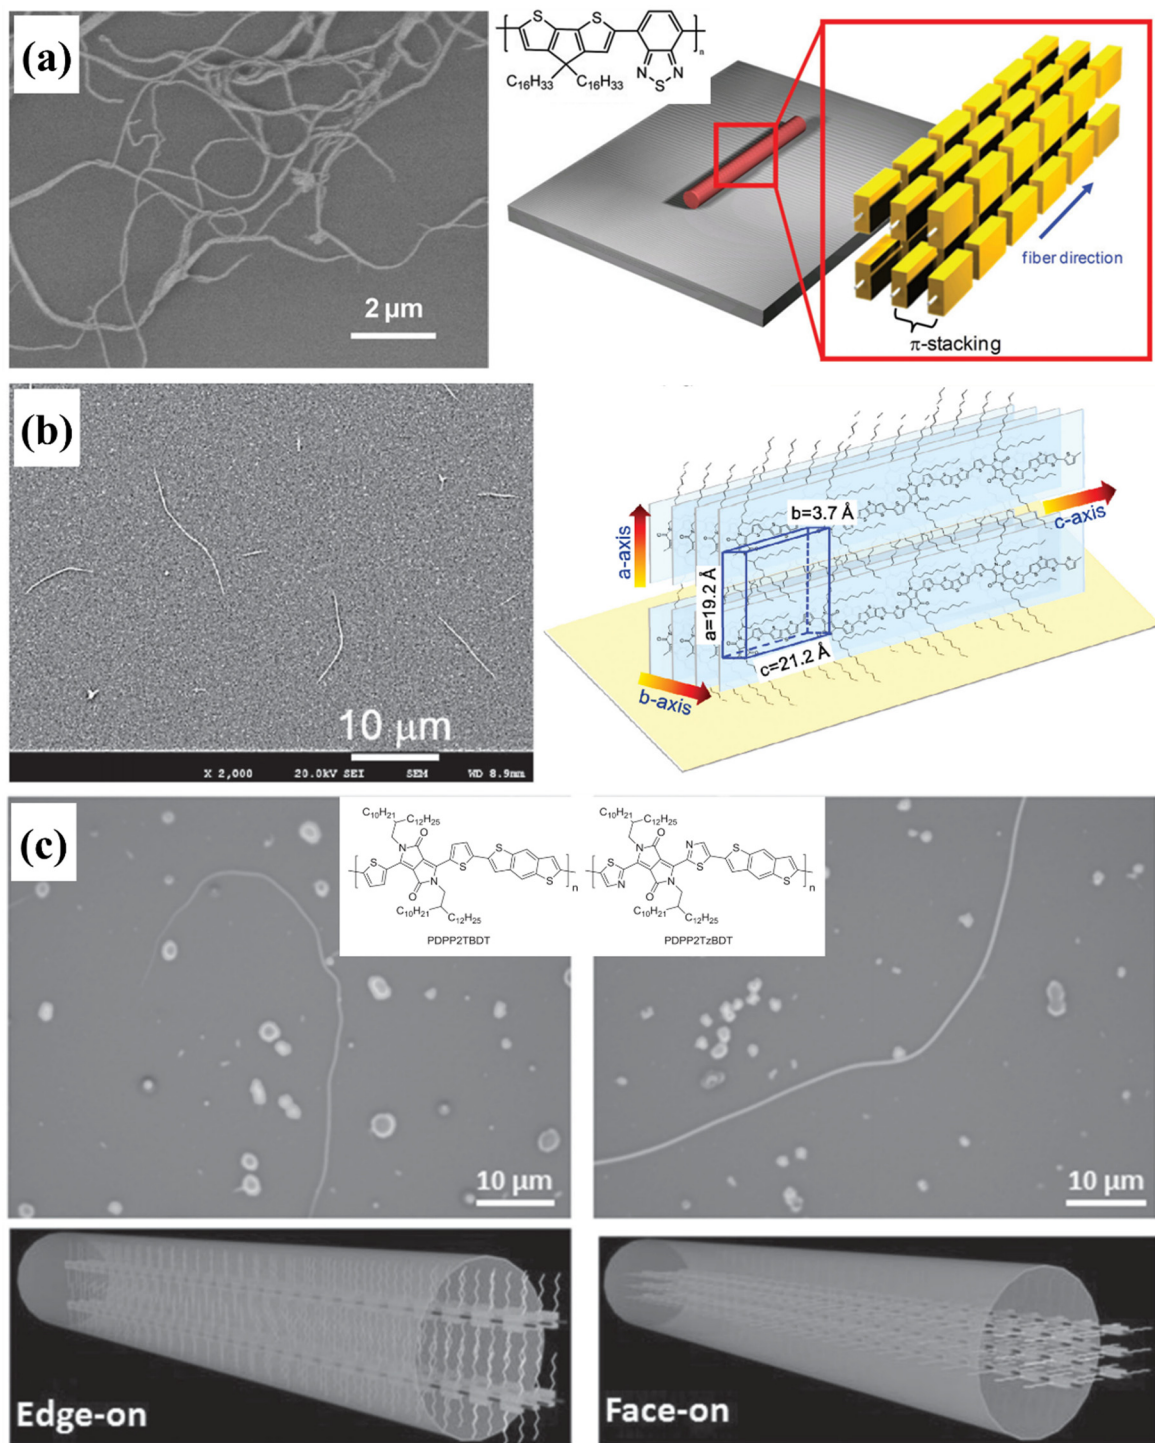 (a)
2 μm
S
S
n
C16H33
C16H33
N
S
N
fiber direction
π-stacking
(b)
10 μm
X 2,000 20.0kV SEI SEM WD 8.9mm
a-axis
b=3.7 Å
c-axis
a=19.2 Å
c=21.2 Å
b-axis
(c)
C10H21
C12H25
N
O
S
S
S
n
O
N
S
C10H21
C12H25
PDPP2TBDT
C10H21
C12H25
N
O
N
S
S
S
n
N
O
N
S
C10H21
C12H25
PDPP2TzBDT
10 μm
10 μm
Edge-on
Face-on